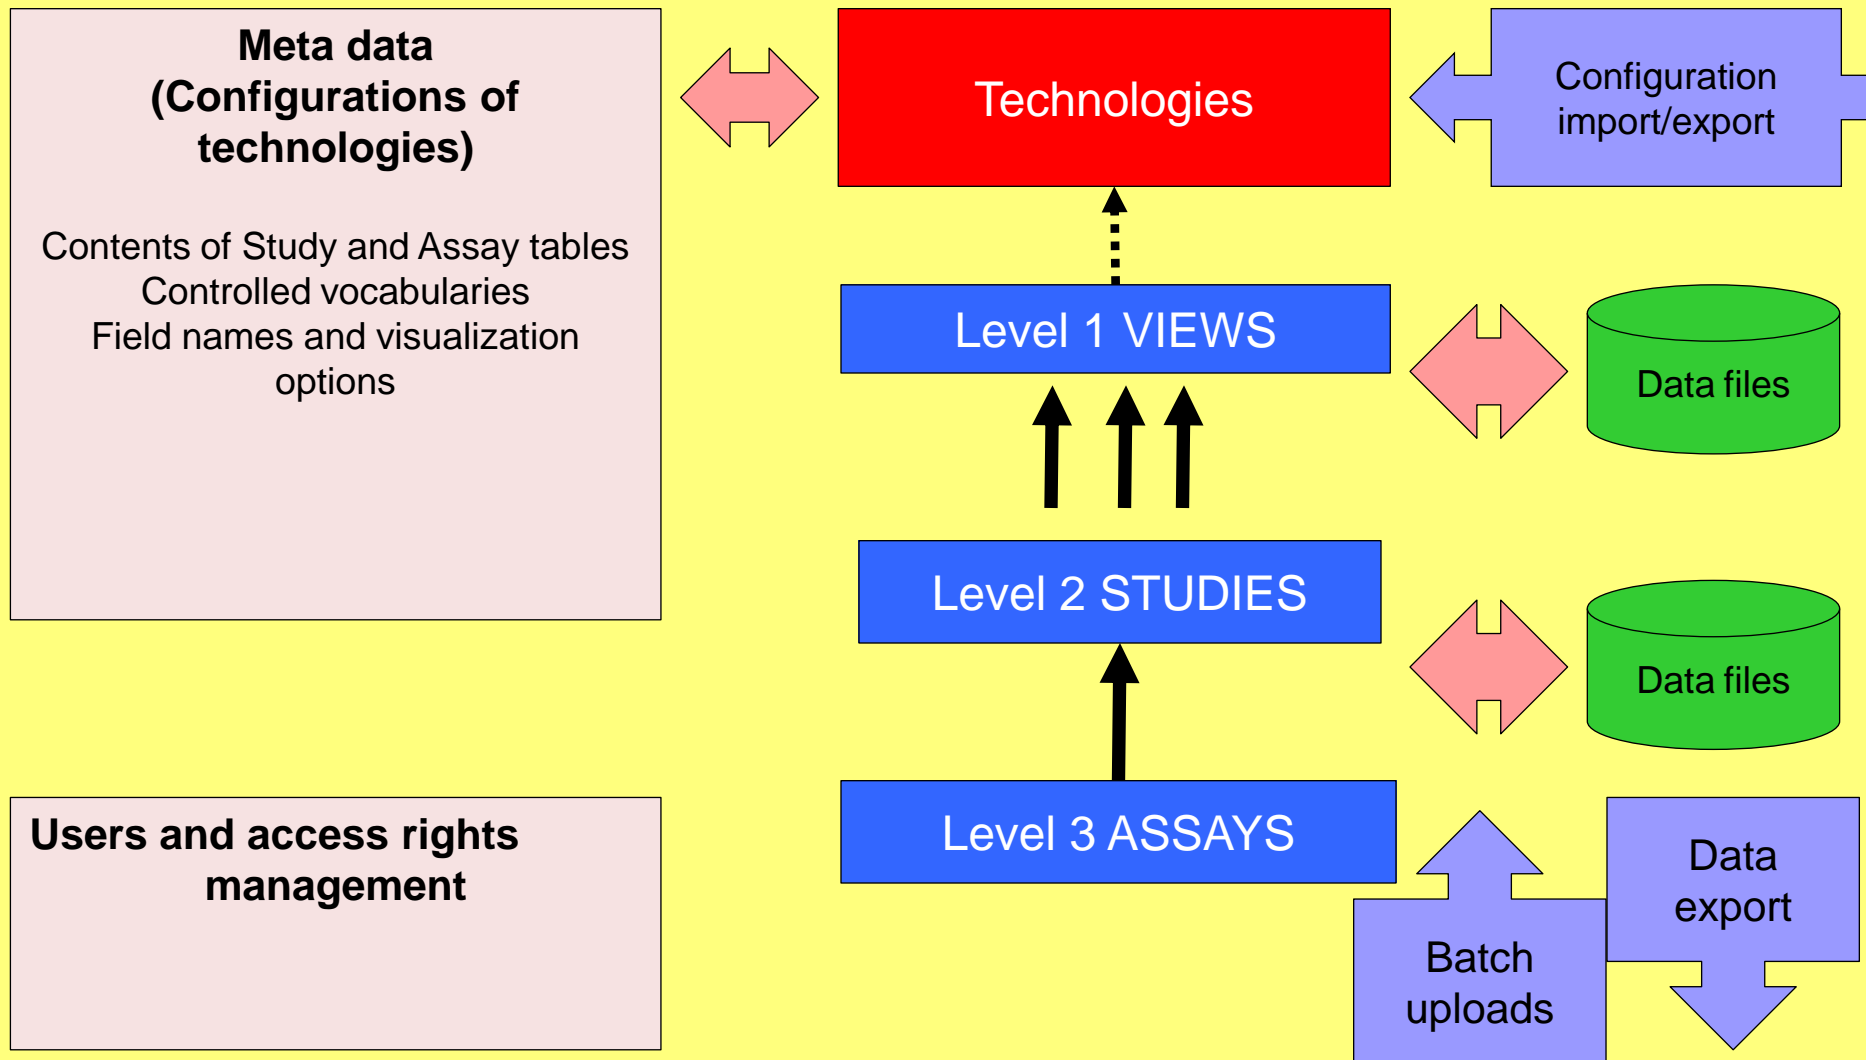 Meta data
(Configurations of
technologies)
Contents of Study and Assay tables
Controlled vocabularies
Field names and visualization
options
Technologies
Configuration
import/export
Level 1 VIEWS
Data files
Level 2 STUDIES
Data files
Users and access rights
management
Level 3 ASSAYS
Batch
uploads
Data
export